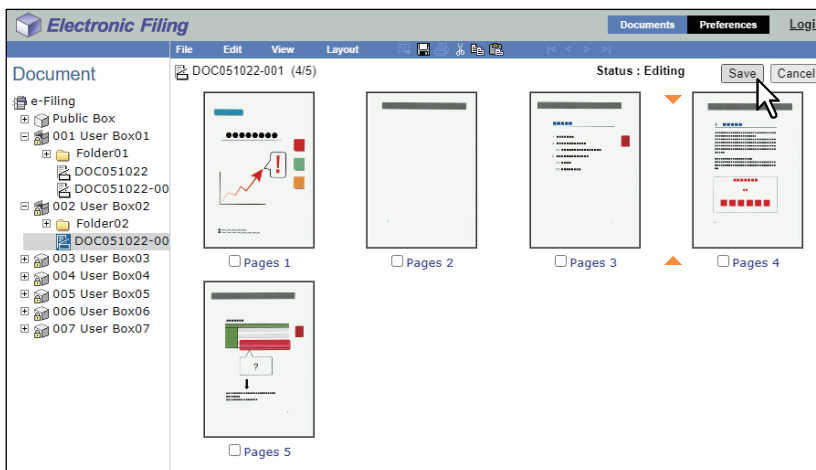 Electronic Filing
Documents Preferences Logi
File Edit View Layout |< < > >|
Document
DOC051022-001 (4/5) Status : Editing Save Cancel
e-Filing
Public Box
001 User Box01
Folder01
DOC051022
DOC051022-00
002 User Box02
Folder02
DOC051022-00
003 User Box03
004 User Box04
005 User Box05
006 User Box06
007 User Box07
!
Pages 1 Pages 2 Pages 3 Pages 4
?
Pages 5